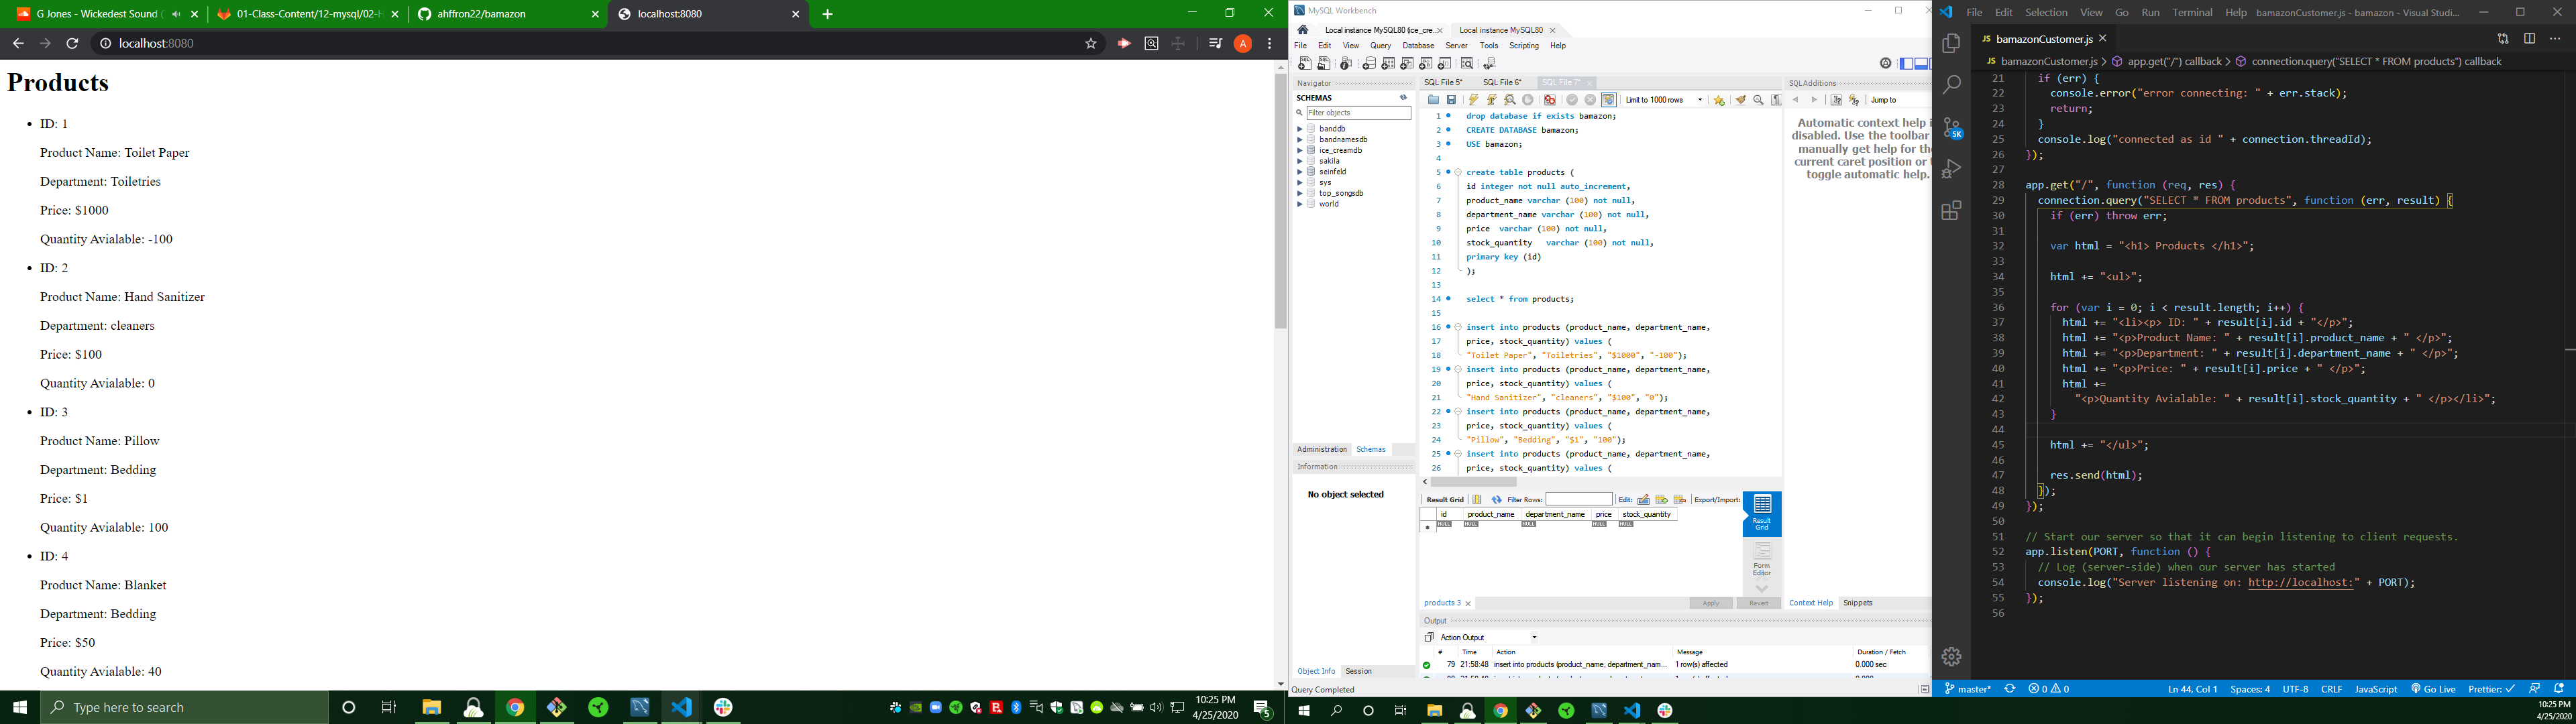 G Jones - Wickedest Sound (
01-Class-Content/12-mysql/02-H
ahffron22/bamazon
localhost:8080
localhost:8080
A
Products
ID: 1
Product Name: Toilet Paper
Department: Toiletries
Price: $1000
Quantity Avialable: -100
ID: 2
Product Name: Hand Sanitizer
Department: cleaners
Price: $100
Quantity Avialable: 0
ID: 3
Product Name: Pillow
Department: Bedding
Price: $1
Quantity Avialable: 100
ID: 4
Product Name: Blanket
Department: Bedding
Price: $50
Quantity Avialable: 40
Type here to search
10:25 PM
4/25/2020
5
MySQL Workbench
Local instance MySQL80 (ice_cre...
Local instance MySQL80
File Edit View Query Database Server Tools Scripting Help
Navigator
SCHEMAS
Filter objects
banddb
bandnamesdb
ice_creamdb
sakila
seinfeld
sys
top_songsdb
world
Administration Schemas
Information
No object selected
Object Info Session
Query Completed
SQL File 5*
SQL File 6*
SQL File 7*
Limit to 1000 rows
1 drop database if exists bamazon;
2 CREATE DATABASE bamazon;
3 USE bamazon;
4
5 create table products (
6 id integer not null auto_increment,
7 product_name varchar (100) not null,
8 department_name varchar (100) not null,
9 price varchar (100) not null,
10 stock_quantity varchar (100) not null,
11 primary key (id)
12 );
13
14 select * from products;
15
16 insert into products (product_name, department_name,
17 price, stock_quantity) values (
18 "Toilet Paper", "Toiletries", "$1000", "-100");
19 insert into products (product_name, department_name,
20 price, stock_quantity) values (
21 "Hand Sanitizer", "cleaners", "$100", "0");
22 insert into products (product_name, department_name,
23 price, stock_quantity) values (
24 "Pillow", "Bedding", "$1", "100");
25 insert into products (product_name, department_name,
26 price, stock_quantity) values (
Result Grid Filter Rows: Edit: Export/Import:
id product_name department_name price stock_quantity
NULL NULL NULL NULL NULL
Result
Grid
Form
Editor
products 3
Apply Revert
Output
Action Output
# Time Action Message Duration / Fetch
79 21:58:48 insert into products (product_name, department_nam... 1 row(s) affected 0.000 sec
SQLAdditions
Jump to
Automatic context help i
disabled. Use the toolbar
manually get help for the
current caret position or t
toggle automatic help.
Context Help Snippets
File Edit Selection View Go Run Terminal Help bamazonCustomer.js - bamazon - Visual Studi...
JS bamazonCustomer.js
JS bamazonCustomer.js > app.get("/") callback > connection.query("SELECT * FROM products") callback
5K
21 if (err) {
22 console.error("error connecting: " + err.stack);
23 return;
24 }
25 console.log("connected as id " + connection.threadId);
26 });
27
28 app.get("/", function (req, res) {
29 connection.query("SELECT * FROM products", function (err, result) {
30 if (err) throw err;
31
32 var html = "<h1> Products </h1>";
33
34 html += "<ul>";
35
36 for (var i = 0; i < result.length; i++) {
37 html += "<li><p> ID: " + result[i].id + "</p>";
38 html += "<p>Product Name: " + result[i].product_name + " </p>";
39 html += "<p>Department: " + result[i].department_name + " </p>";
40 html += "<p>Price: " + result[i].price + " </p>";
41 html +=
42 "<p>Quantity Avialable: " + result[i].stock_quantity + " </p></li>";
43 }
44
45 html += "</ul>";
46
47 res.send(html);
48 });
49 });
50
51 // Start our server so that it can begin listening to client requests.
52 app.listen(PORT, function () {
53 // Log (server-side) when our server has started
54 console.log("Server listening on: http://localhost:" + PORT);
55 });
56
master* 0 0 Ln 44, Col 1 Spaces: 4 UTF-8 CRLF JavaScript Go Live Prettier: ✓
10:25 PM
4/25/2020